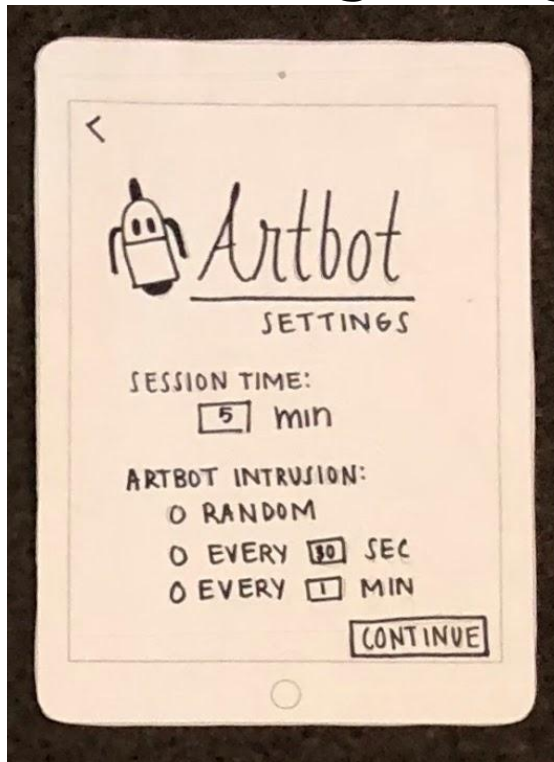 <
Artbot
SETTINGS
SESSION TIME:
5 min
ARTBOT INTRUSION:
O RANDOM
O EVERY 30 SEC
O EVERY 1 MIN
CONTINUE